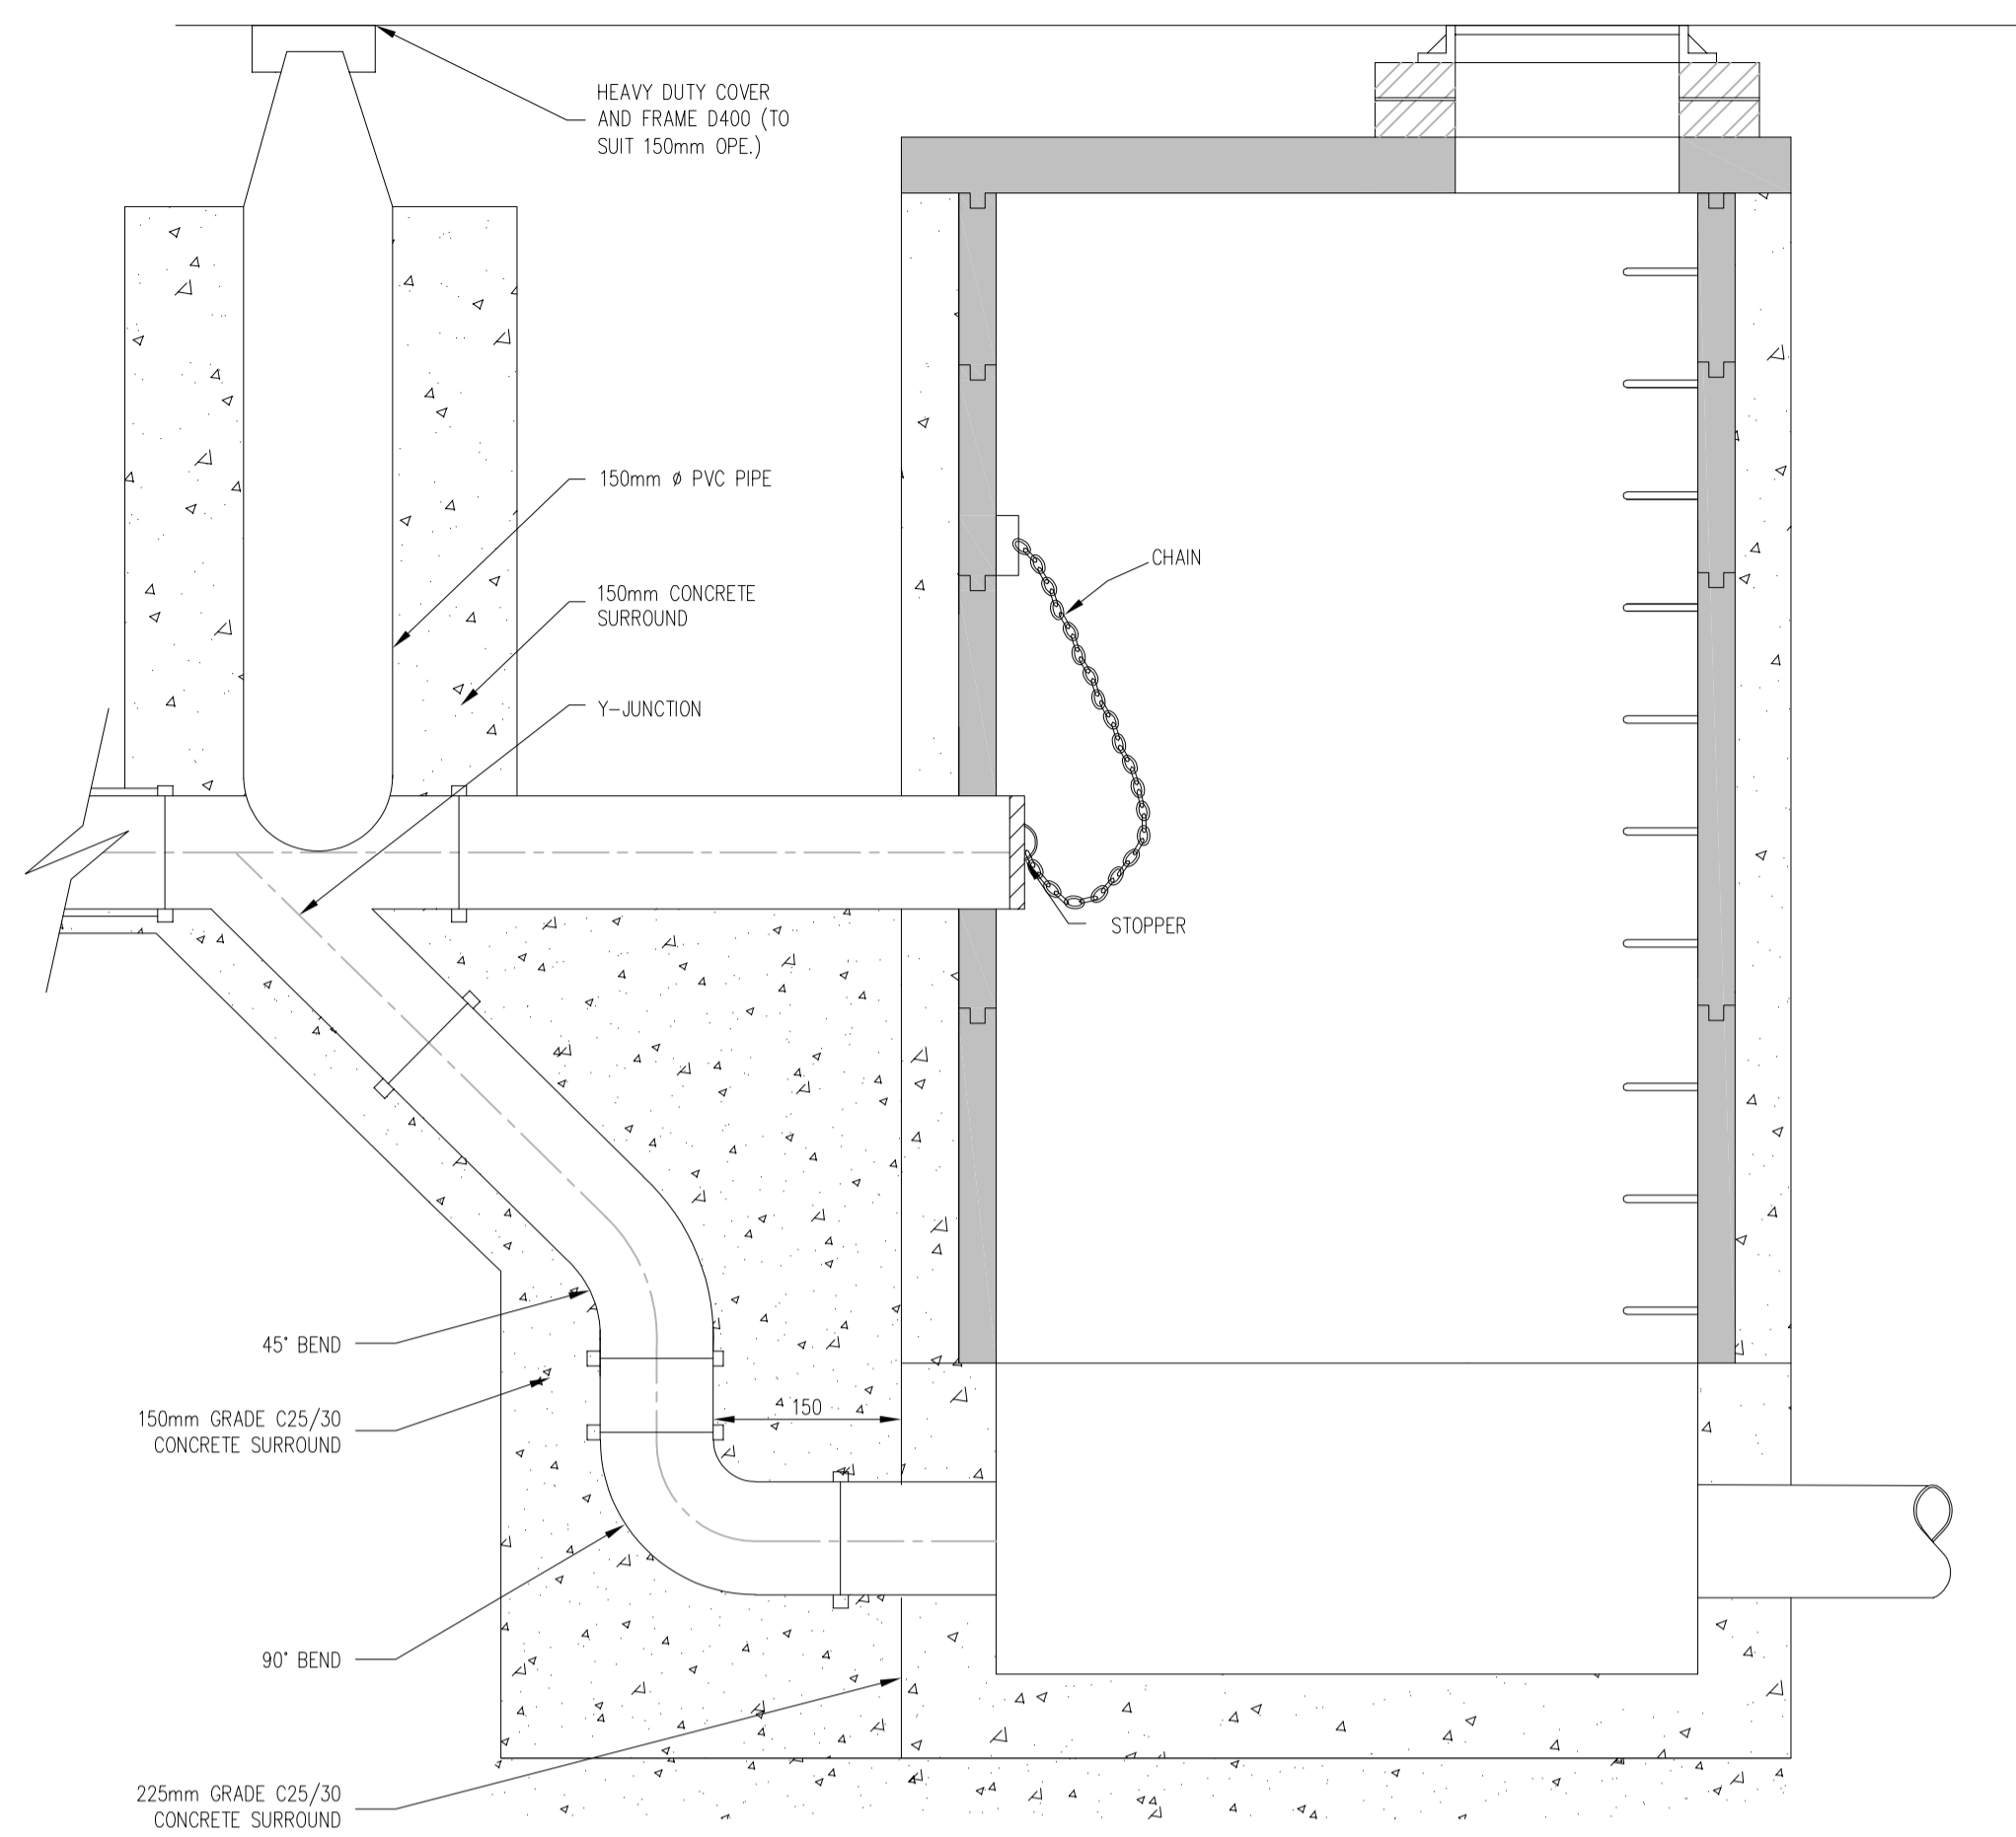 HEAVY DUTY COVER
AND FRAME D400 (TO
SUIT 150mm OPE.)
150mm ø PVC PIPE
CHAIN
150mm CONCRETE
SURROUND
Y-JUNCTION
STOPPER
45° BEND
150
150mm GRADE C25/30
CONCRETE SURROUND
90° BEND
225mm GRADE C25/30
CONCRETE SURROUND